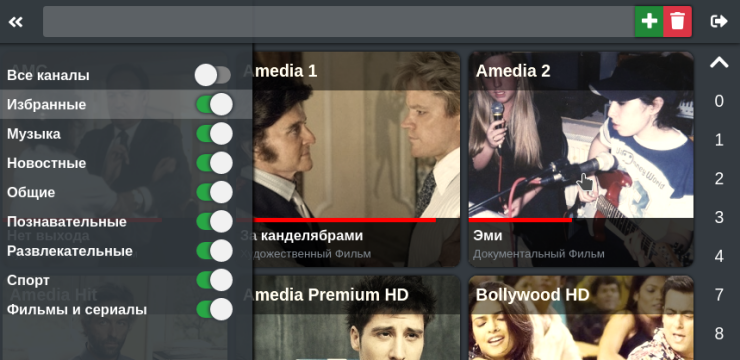 AMC
Amedia 1
Amedia 2
Все каналы
Избранные
Музыка
Новостные
Общие
Познавательные
Развлекательные
Спорт
Фильмы и сериалы
Нет выхода
За канделябрами
Художественный Фильм
Эми
Документальный Фильм
Amedia Hit
Amedia Premium HD
Bollywood HD
0
1
2
3
4
7
8